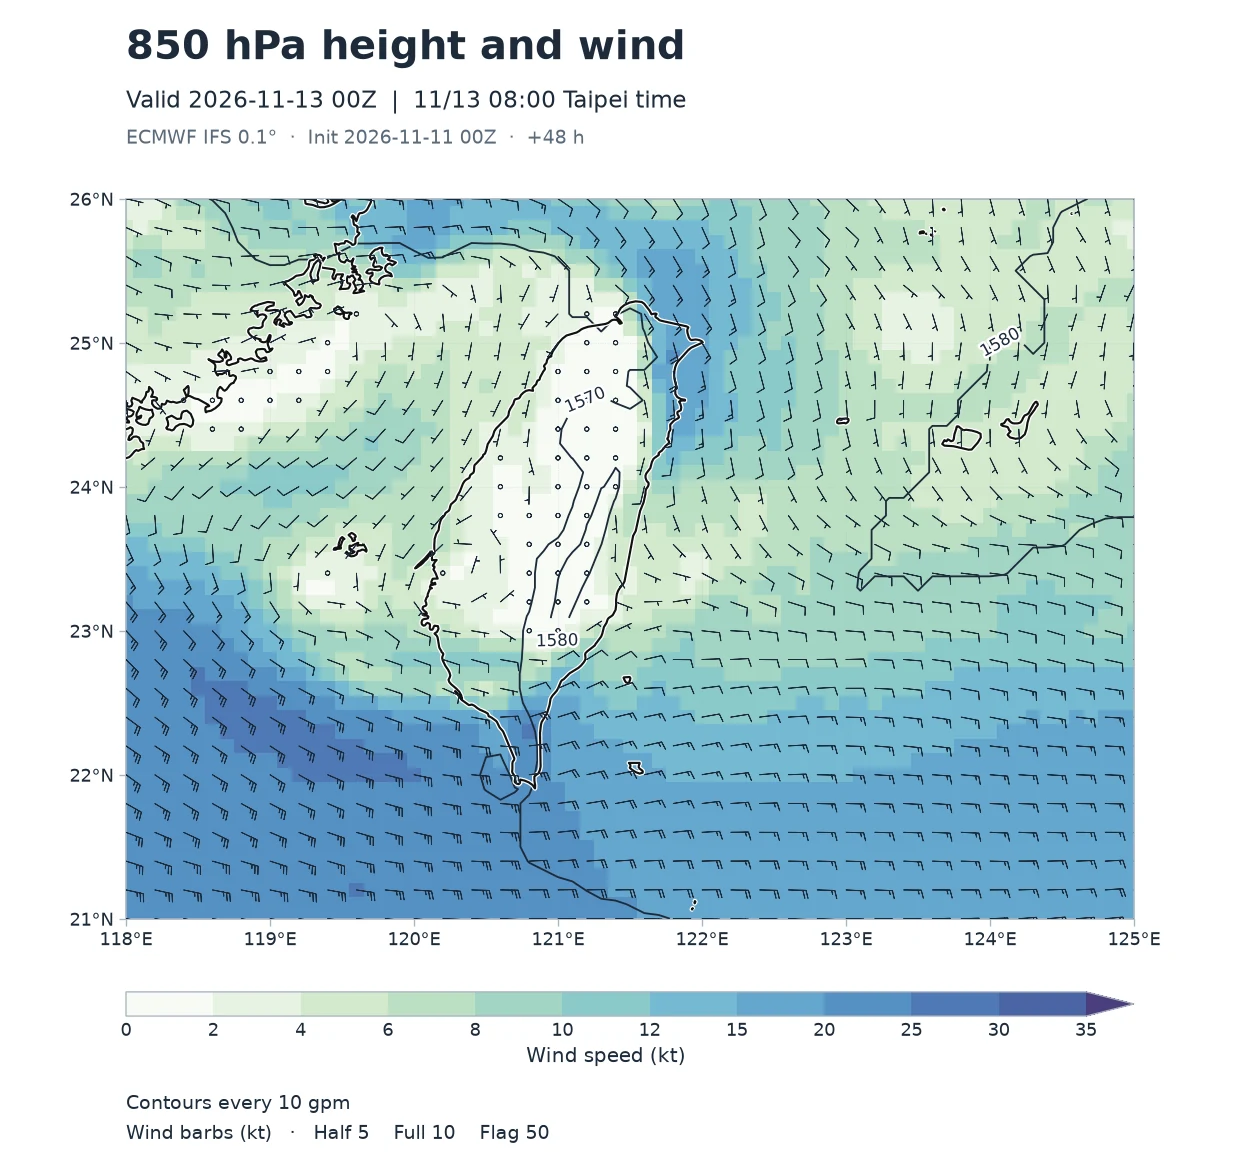 850 hPa height and wind
Valid 2026-11-13 00Z | 11/13 08:00 Taipei time
ECMWF IFS 0.1° · Init 2026-11-11 00Z · +48 h
26°N
25°N
24°N
23°N
22°N
21°N
1580
1570
1580
118°E 119°E 120°E 121°E 122°E 123°E 124°E 125°E
0 2 4 6 8 10 12 15 20 25 30 35
Wind speed (kt)
Contours every 10 gpm
Wind barbs (kt) · Half 5 Full 10 Flag 50